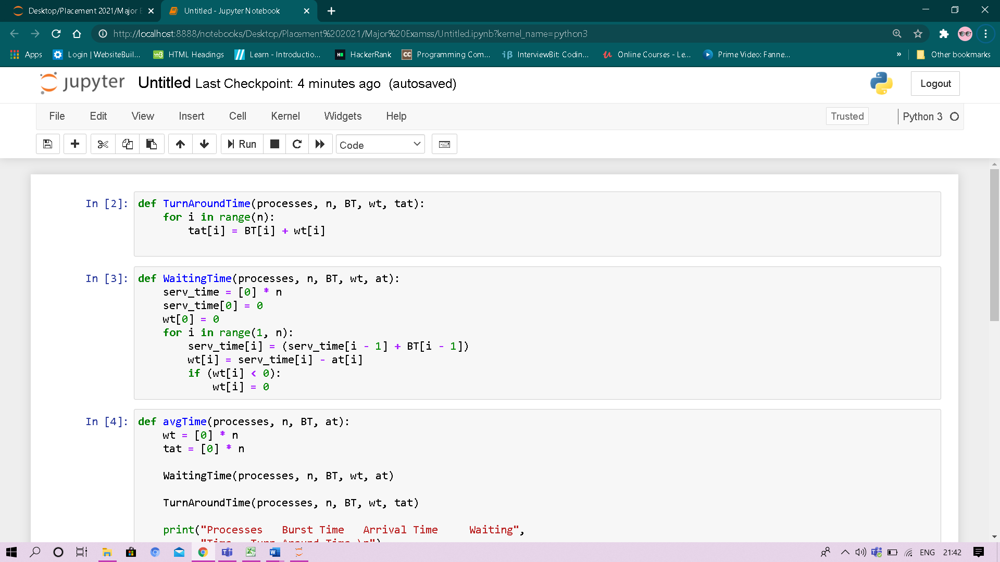 Desktop/Placement 2021/Major E
Untitled - Jupyter Notebook
http://localhost:8888/notebooks/Desktop/Placement%202021/Major%20Examss/Untitled.ipynb?kernel_name=python3
Apps
Login | WebsiteBuil...
HTML Headings
Learn - Introductio...
HackerRank
Programming Com...
InterviewBit: Codin...
Online Courses - Le...
Prime Video: Fanne...
»
Other bookmarks
jupyter Untitled Last Checkpoint: 4 minutes ago (autosaved)
Logout
File Edit View Insert Cell Kernel Widgets Help
Trusted
Python 3
Run
Code
In [2]:
def TurnAroundTime(processes, n, BT, wt, tat):
    for i in range(n):
        tat[i] = BT[i] + wt[i]
In [3]:
def WaitingTime(processes, n, BT, wt, at):
    serv_time = [0] * n
    serv_time[0] = 0
    wt[0] = 0
    for i in range(1, n):
        serv_time[i] = (serv_time[i - 1] + BT[i - 1])
        wt[i] = serv_time[i] - at[i]
        if (wt[i] < 0):
            wt[i] = 0
In [4]:
def avgTime(processes, n, BT, at):
    wt = [0] * n
    tat = [0] * n
    WaitingTime(processes, n, BT, wt, at)
    TurnAroundTime(processes, n, BT, wt, tat)
    print("Processes   Burst Time   Arrival Time     Waiting",
          "Time   Turn-Around Time \n")
ENG
21:42